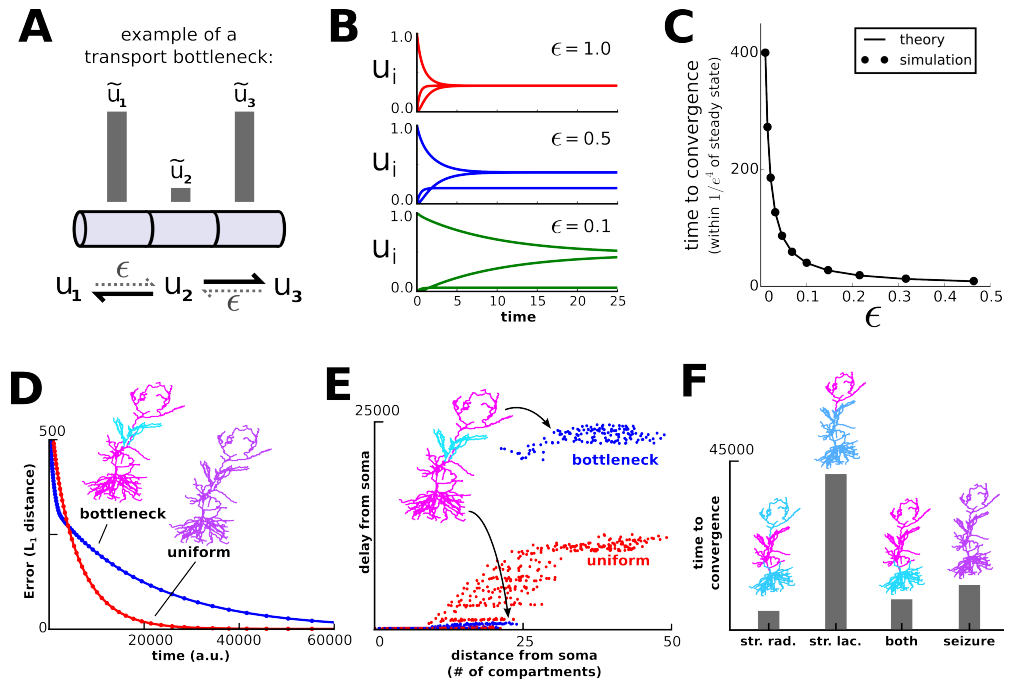 A
example of a
transport bottleneck:
ũ1
ũ2
ũ3
ϵ
u1
u2
u3
ϵ
B
ui
1.0
0.0
ϵ = 1.0
ui
1.0
0.0
ϵ = 0.5
ui
1.0
0.0
ϵ = 0.1
0 5 10 15 20 25
time
C
time to convergence
(within 1/e⁴ of steady state)
400
200
0
theory
simulation
0 0.1 0.2 0.3 0.4 0.5
ϵ
D
Error (L1 distance)
500
0
bottleneck
uniform
20000 40000 60000
time (a.u.)
E
delay from soma
25000
bottleneck
uniform
0 25 50
distance from soma
(# of compartments)
F
45000
time to
convergence
str. rad. str. lac. both seizure